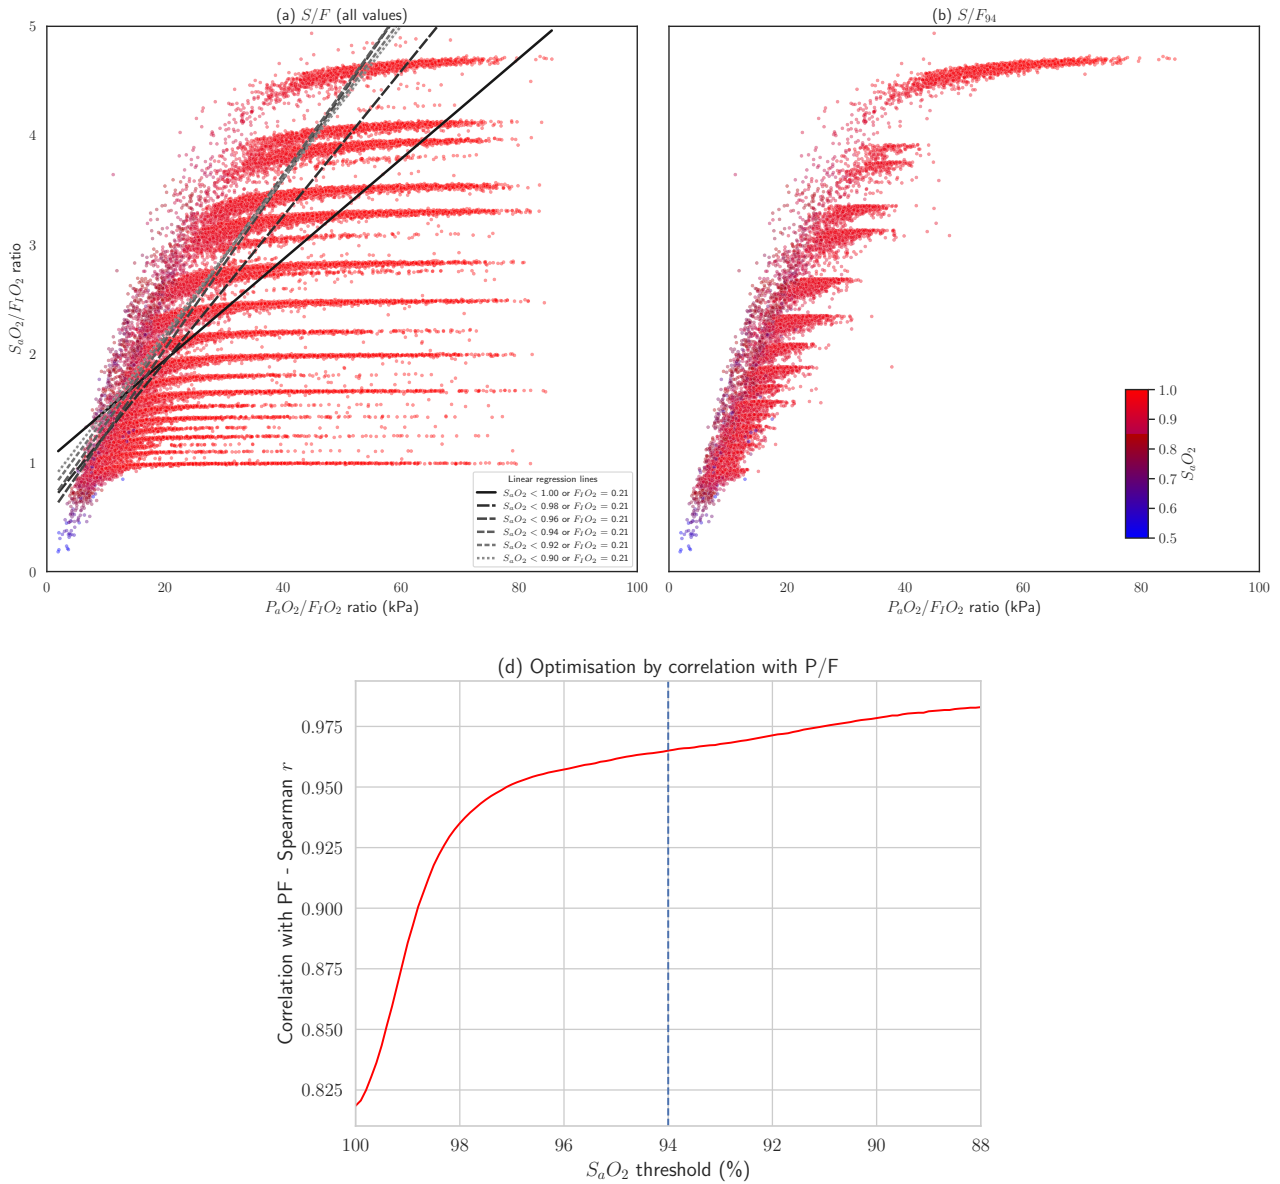 (a) S/F (all values)
5
4
3
2
1
0
SaO2/FIO2 ratio
0 20 40 60 80 100
PaO2/FIO2 ratio (kPa)
Linear regression lines
SaO2 < 1.00 or FIO2 = 0.21
SaO2 < 0.98 or FIO2 = 0.21
SaO2 < 0.96 or FIO2 = 0.21
SaO2 < 0.94 or FIO2 = 0.21
SaO2 < 0.92 or FIO2 = 0.21
SaO2 < 0.90 or FIO2 = 0.21
(b) S/F94
0 20 40 60 80 100
PaO2/FIO2 ratio (kPa)
1.0
0.9
0.8
0.7
0.6
0.5
SaO2
(d) Optimisation by correlation with P/F
0.975
0.950
0.925
0.900
0.875
0.850
0.825
Correlation with PF - Spearman r
100 98 96 94 92 90 88
SaO2 threshold (%)